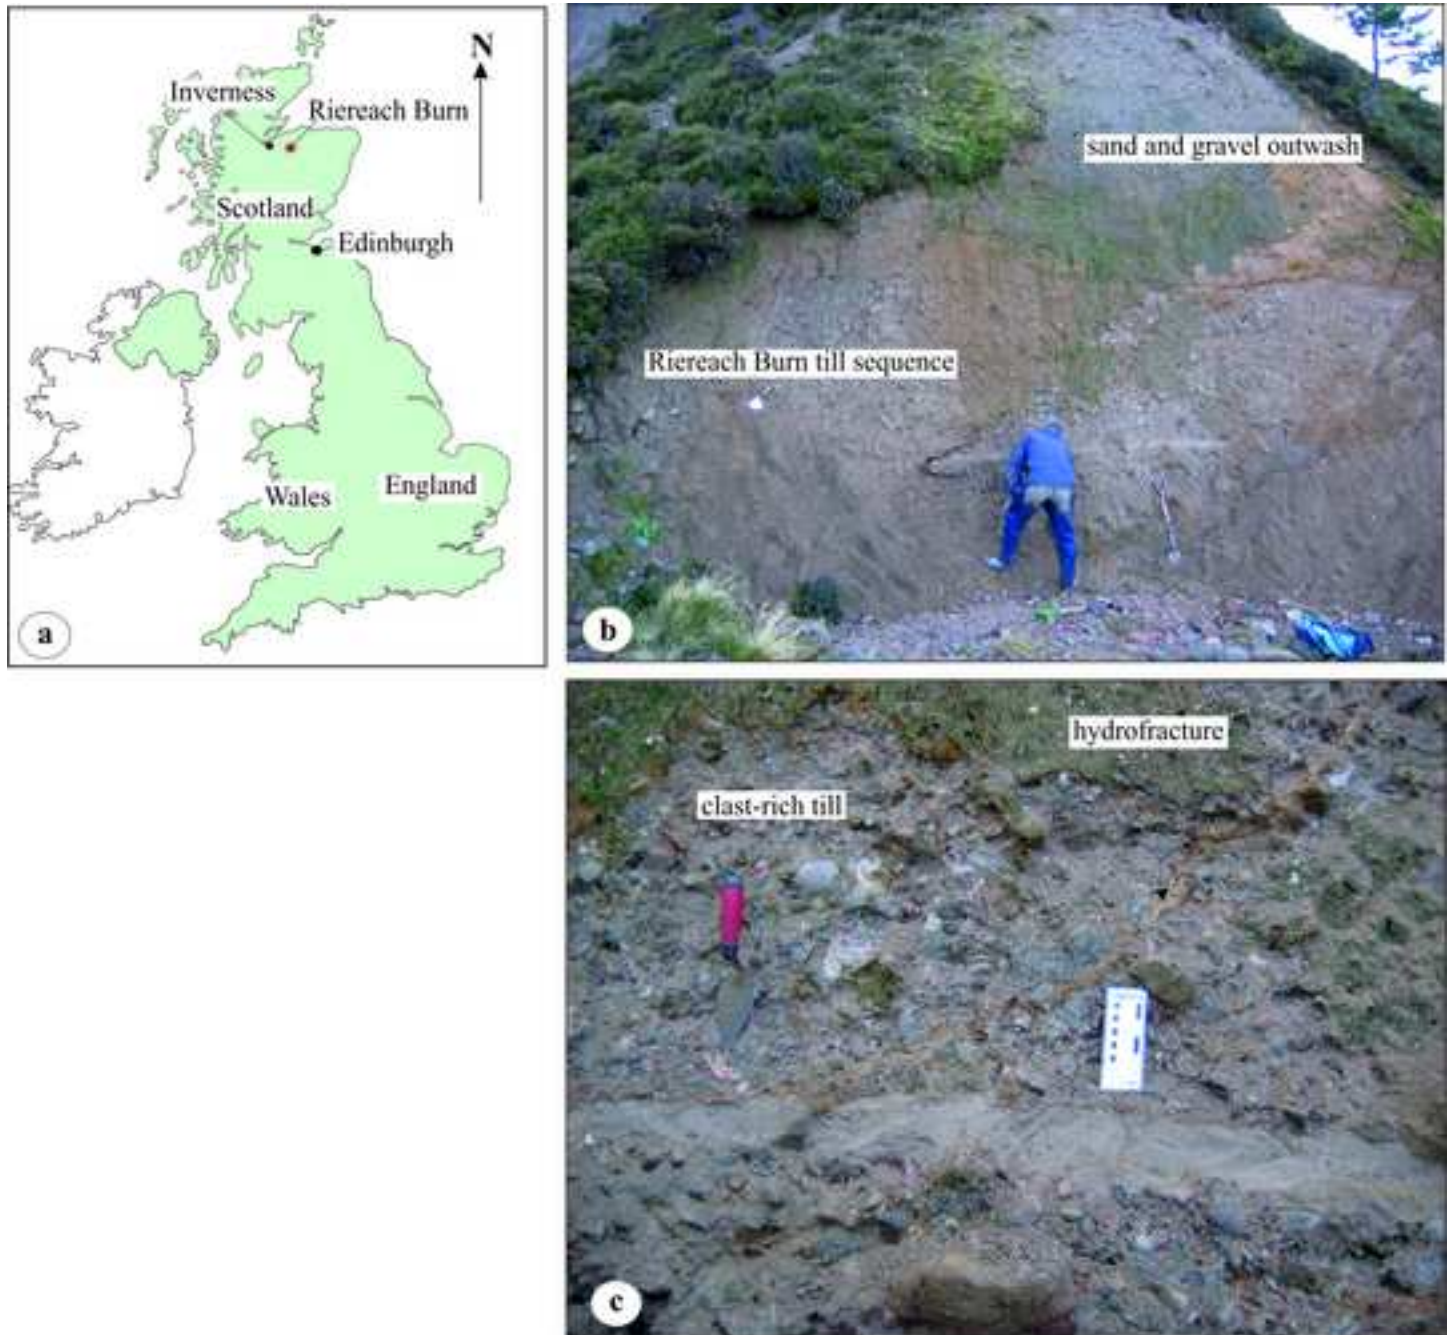 N
Inverness
Riereach Burn
Scotland
Edinburgh
Wales
England
a
sand and gravel outwash
Riereach Burn till sequence
b
hydrofracture
clast-rich till
c